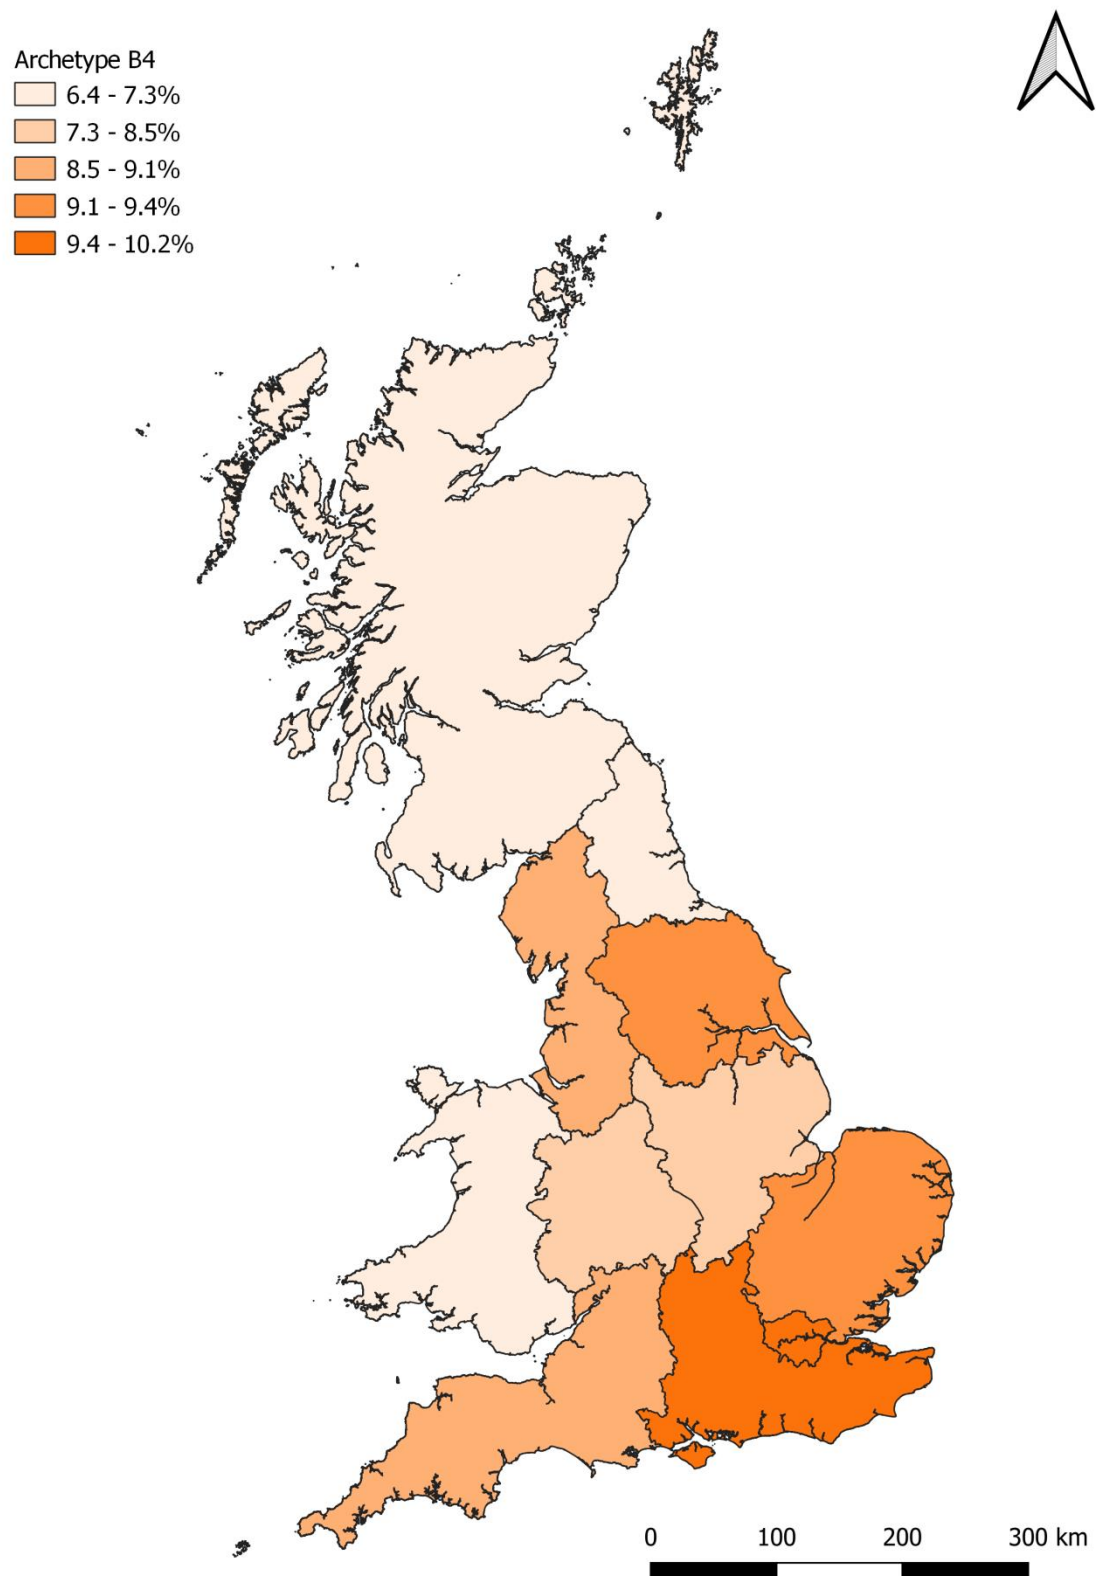 Archetype B4
6.4 - 7.3%
7.3 - 8.5%
8.5 - 9.1%
9.1 - 9.4%
9.4 - 10.2%
0 100 200 300 km